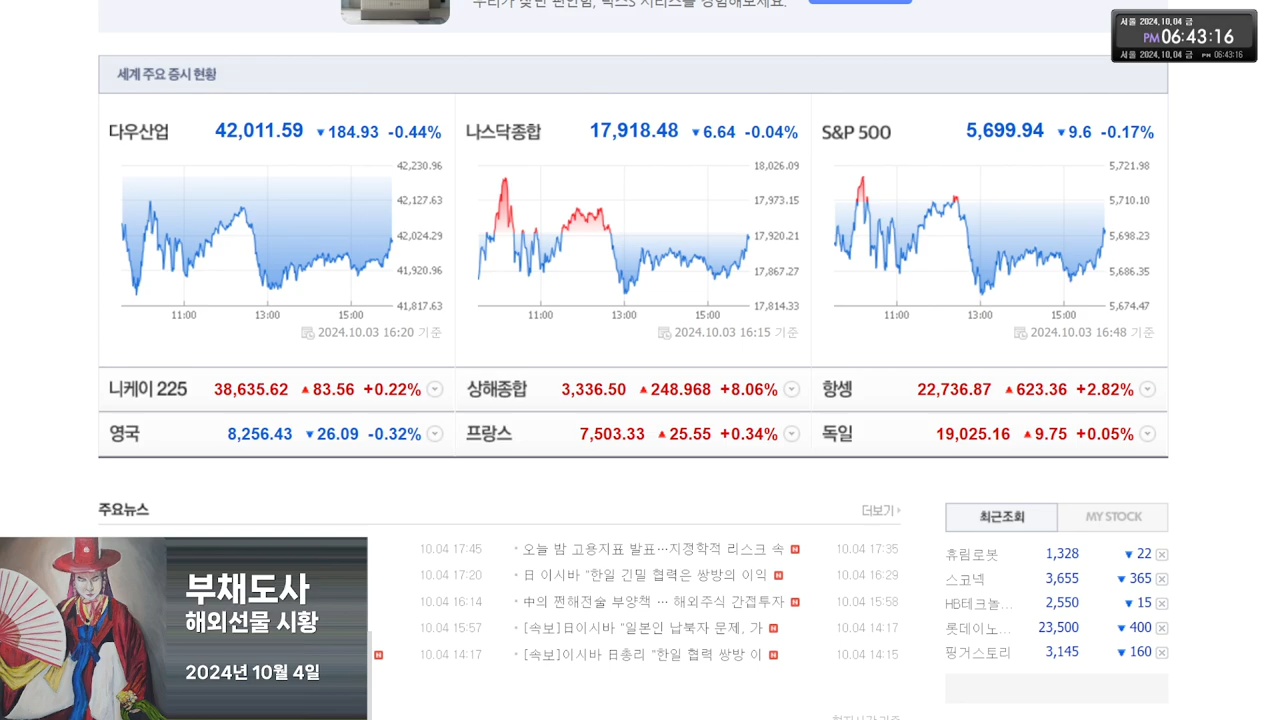 서울 2024.10.04 금
PM 06:43:16
서울 2024.10.04 금 PM 06:43:16
세계 주요 증시 현황
다우산업 42,011.59 ▼184.93 -0.44%
42,230.96
42,127.63
42,024.29
41,920.96
41,817.63
11:00 13:00 15:00
2024.10.03 16:20 기준
나스닥종합 17,918.48 ▼6.64 -0.04%
18,026.09
17,973.15
17,920.21
17,867.27
17,814.33
11:00 13:00 15:00
2024.10.03 16:15 기준
S&P 500 5,699.94 ▼9.6 -0.17%
5,721.98
5,710.10
5,698.23
5,686.35
5,674.47
11:00 13:00 15:00
2024.10.03 16:48 기준
니케이 225 38,635.62 ▲83.56 +0.22%
상해종합 3,336.50 ▲248.968 +8.06%
항셍 22,736.87 ▲623.36 +2.82%
영국 8,256.43 ▼26.09 -0.32%
프랑스 7,503.33 ▲25.55 +0.34%
독일 19,025.16 ▲9.75 +0.05%
주요뉴스 더보기
10.04 17:45 오늘 밤 고용지표 발표…지정학적 리스크 속 N 10.04 17:35
10.04 17:20 日 이시바 "한일 긴밀 협력은 쌍방의 이익 N 10.04 16:29
10.04 16:14 中의 쩐해전술 부양책 … 해외주식 간접투자 N 10.04 15:58
10.04 15:57 [속보]日이시바 "일본인 납북자 문제, 가 N 10.04 14:17
N 10.04 14:17 [속보]이시바 日총리 "한일 협력 쌍방 이 N 10.04 14:15
최근조회 MY STOCK
휴림로봇 1,328 ▼22
스코넥 3,655 ▼365
HB테크놀... 2,550 ▼15
롯데이노... 23,500 ▼400
핑거스토리 3,145 ▼160
부채도사
해외선물 시황
2024년 10월 4일